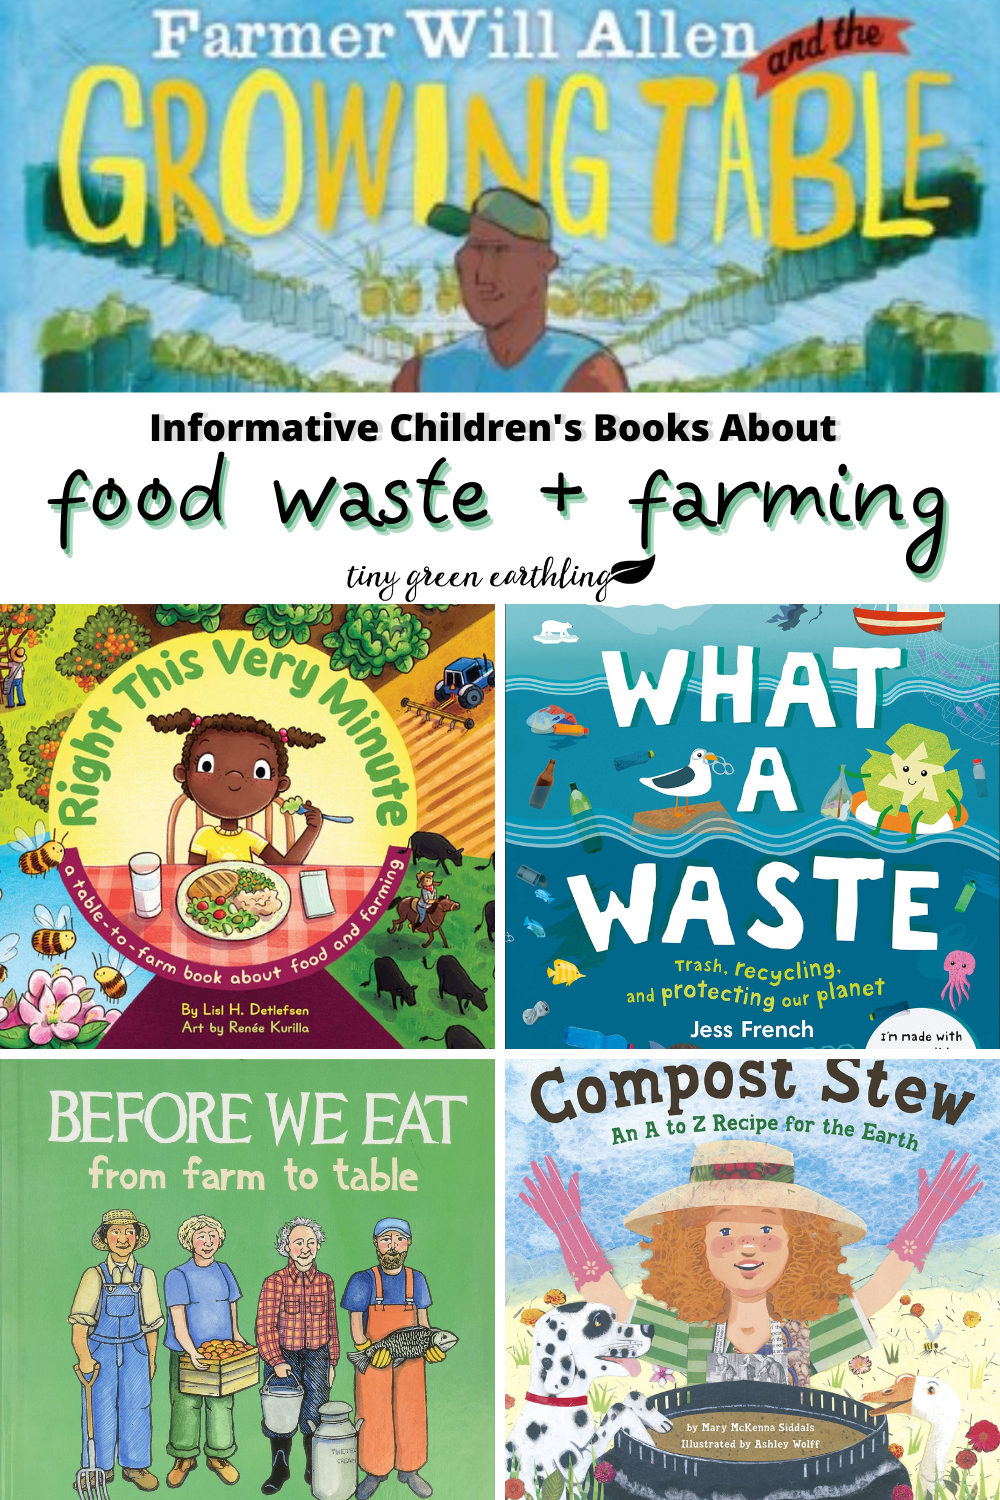 Farmer Will Allen and the
GROWING TABLE
Informative Children's Books About
food waste + farming
tiny green earthling
Right This Very Minute
a table-to-farm book about food and farming
By Lisl H. Detlefsen
Art by Renée Kurilla
WHAT
A
WASTE
Trash, recycling,
and protecting our planet
Jess French
I'm made with
BEFORE WE EAT
from farm to table
Compost Stew
An A to Z Recipe for the Earth
by Mary McKenna Siddals
Illustrated by Ashley Wolff